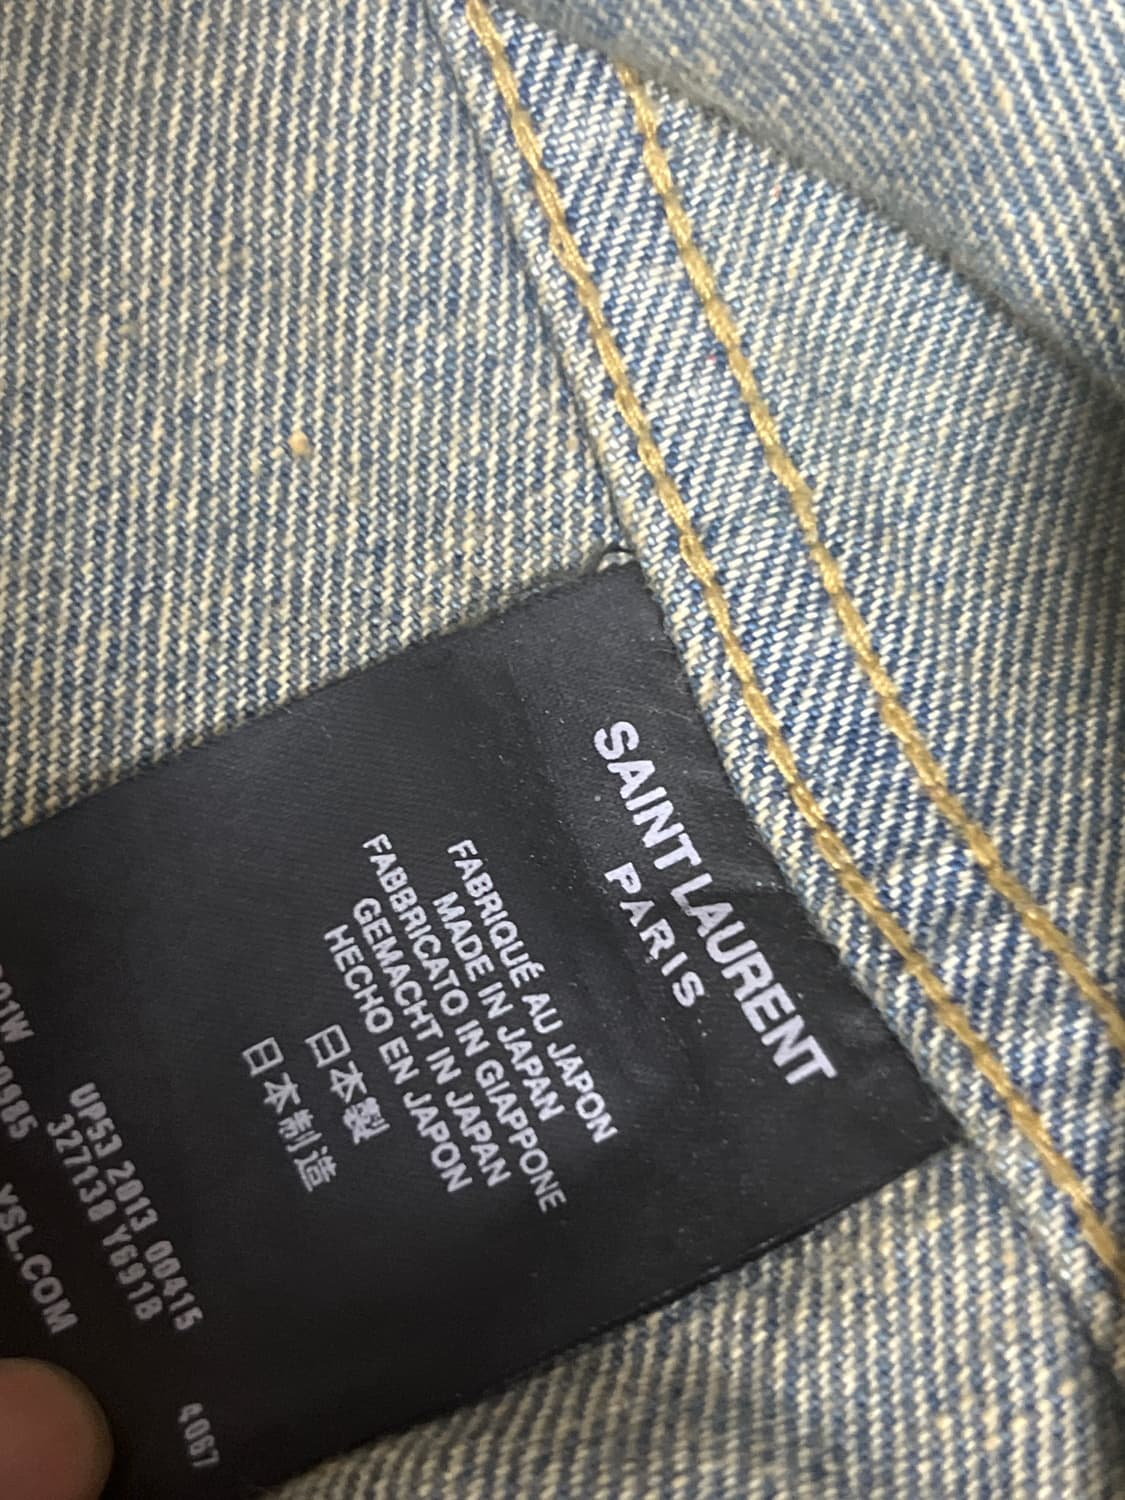 SAINT LAURENT
PARIS
FABRIQUÉ AU JAPON
MADE IN JAPAN
FABBRICATO IN GIAPPONE
GEMACHT IN JAPAN
HECHO EN JAPON
日本製
日本制造
UP53 2013 00415
327138 Y6918
YSL.COM
4067